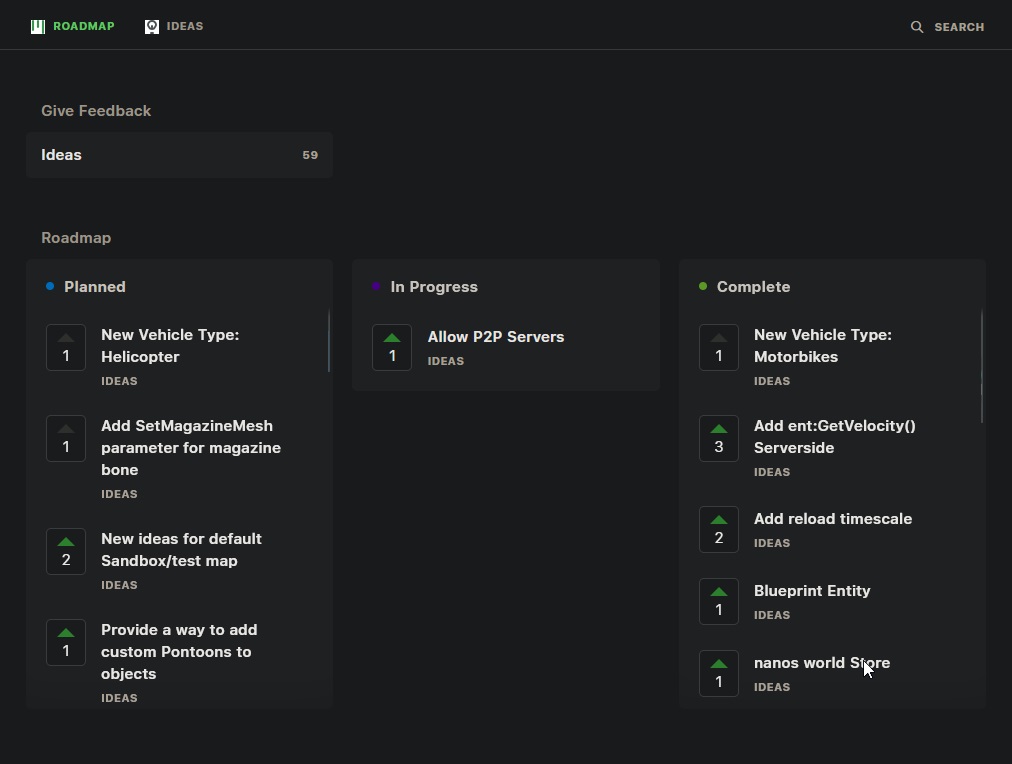 ROADMAP
IDEAS
SEARCH
Give Feedback
Ideas
59
Roadmap
Planned
1
New Vehicle Type:
Helicopter
IDEAS
1
Add SetMagazineMesh
parameter for magazine
bone
IDEAS
2
New ideas for default
Sandbox/test map
IDEAS
1
Provide a way to add
custom Pontoons to
objects
IDEAS
In Progress
1
Allow P2P Servers
IDEAS
Complete
1
New Vehicle Type:
Motorbikes
IDEAS
3
Add ent:GetVelocity()
Serverside
IDEAS
2
Add reload timescale
IDEAS
1
Blueprint Entity
IDEAS
1
nanos world Store
IDEAS